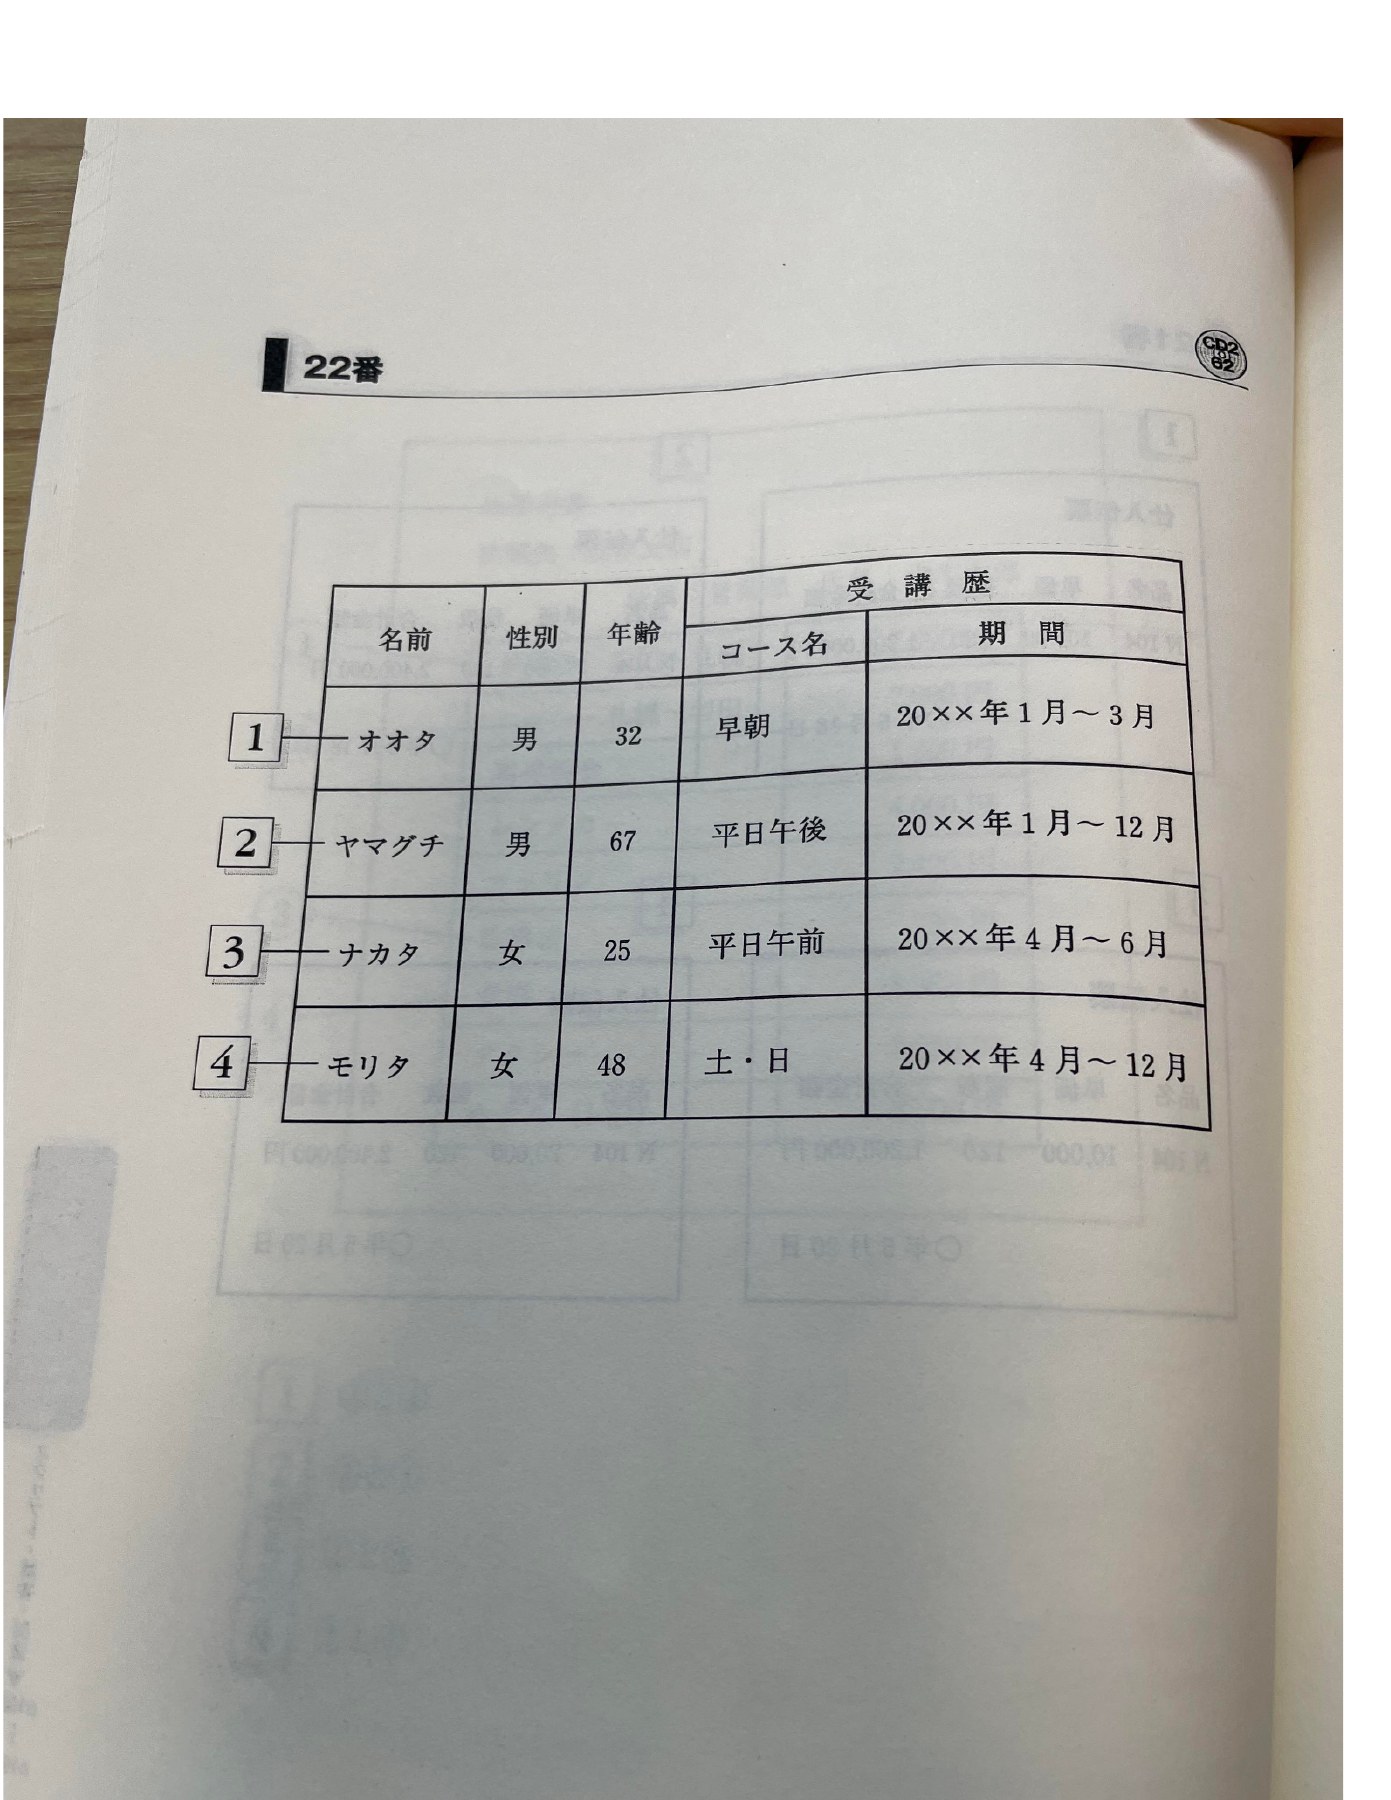 22番
CD2
62
名前 性別 年齢 受講歴
コース名 期間
1 オオタ 男 32 早朝 20××年1月～3月
2 ヤマグチ 男 67 平日午後 20××年1月～12月
3 ナカタ 女 25 平日午前 20××年4月～6月
4 モリタ 女 48 土・日 20××年4月～12月